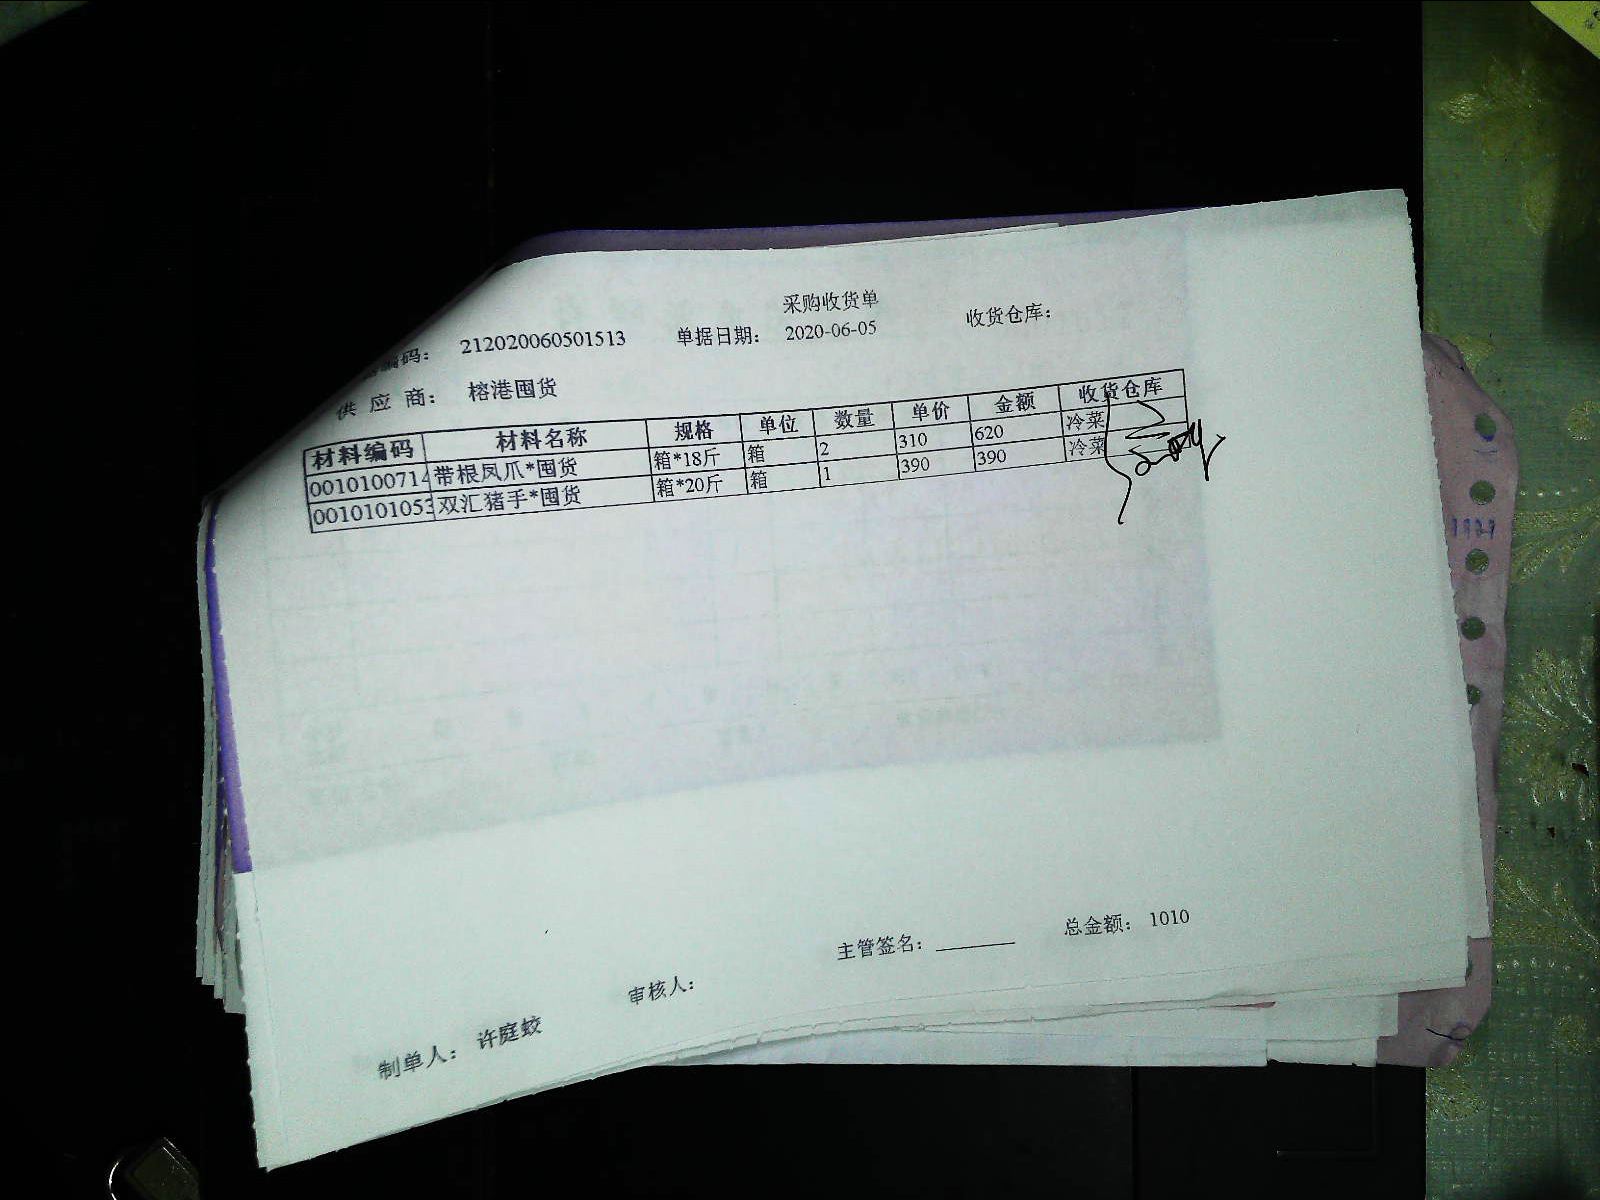 采购收货单
编码： 212020060501513 单据日期： 2020-06-05 收货仓库：
供 应 商： 榕港囤货
材料编码 材料名称 规格 单位 数量 单价 金额 收货仓库
0010100714 带根凤爪*囤货 箱*18斤 箱 2 310 620 冷菜
0010101053 双汇猪手*囤货 箱*20斤 箱 1 390 390 冷菜
主管签名： 总金额： 1010
制单人： 许庭蛟 审核人：